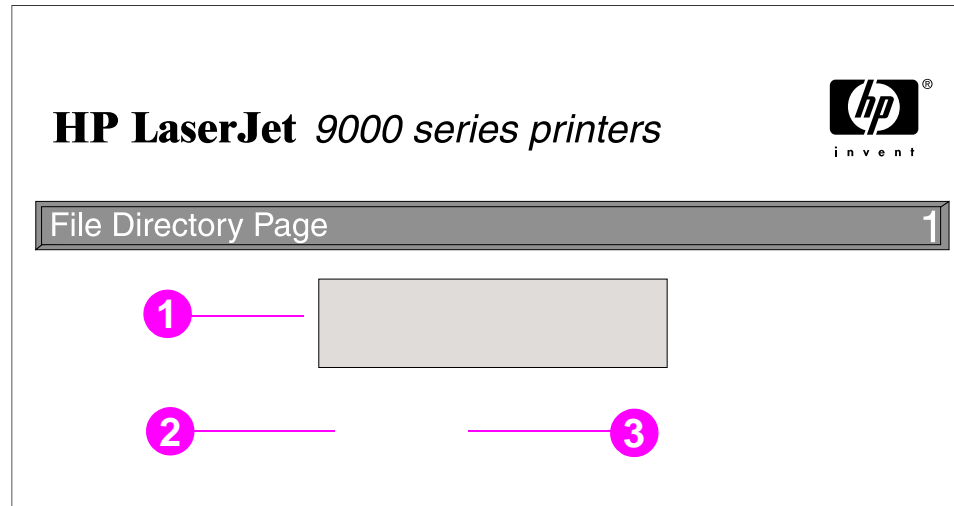 HP LaserJet 9000 series printers
hp®
invent
File Directory Page 1
1
2 3